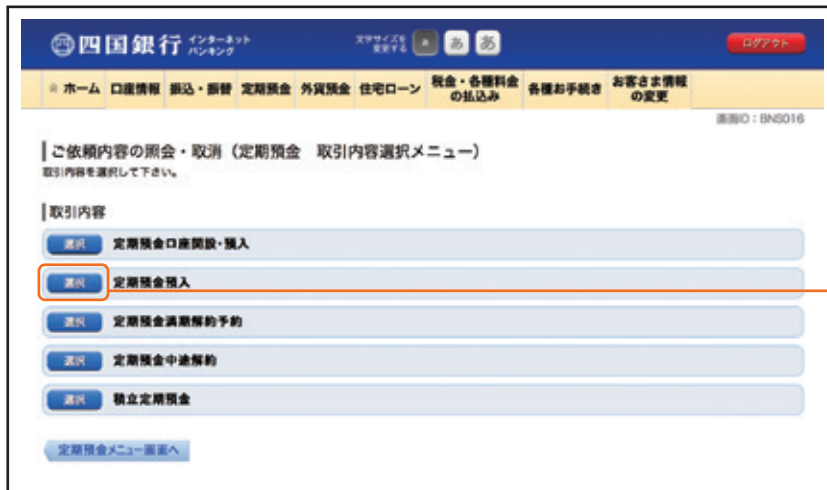 四国銀行 インターネットバンキング
文字サイズを変更する あ あ あ
ログアウト
ホーム 口座情報 振込・振替 定期預金 外貨預金 住宅ローン 税金・各種料金の払込み 各種お手続き お客さま情報の変更
画面ID：BNS016
ご依頼内容の照会・取消（定期預金　取引内容選択メニュー）
取引内容を選択して下さい。
取引内容
選択 定期預金口座開設・預入
選択 定期預金預入
選択 定期預金満期解約予約
選択 定期預金中途解約
選択 積立定期預金
定期預金メニュー画面へ